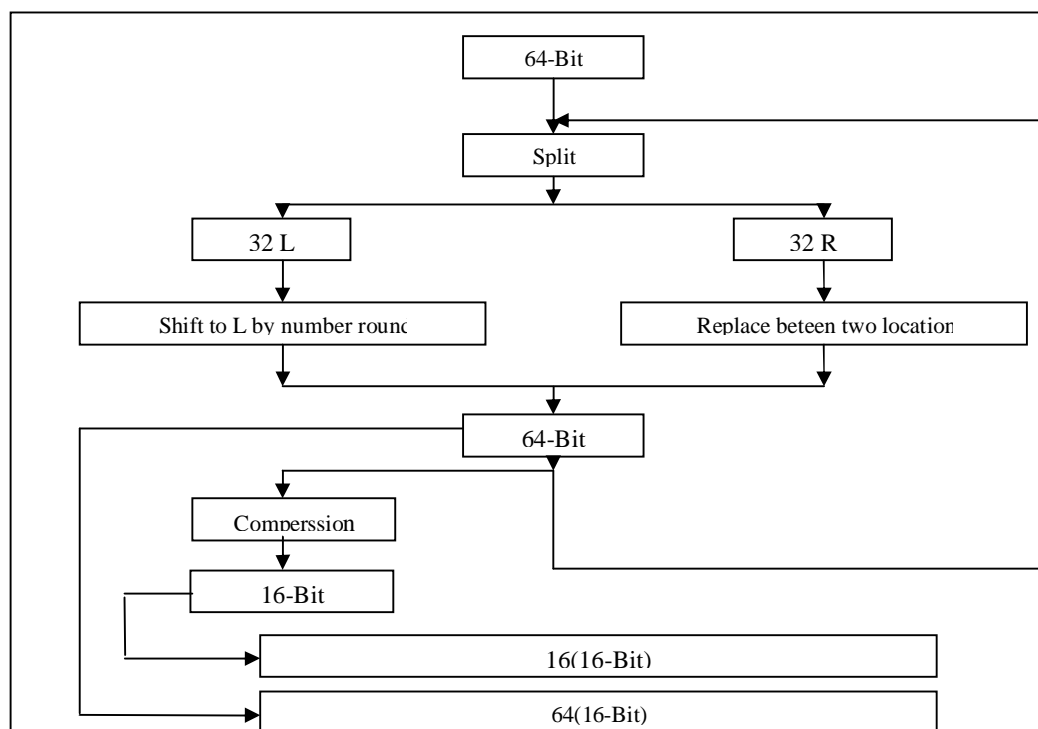 64-Bit
Split
32 L
32 R
Shift to L by number round
Replace beteen two location
64-Bit
Comperssion
16-Bit
16(16-Bit)
64(16-Bit)